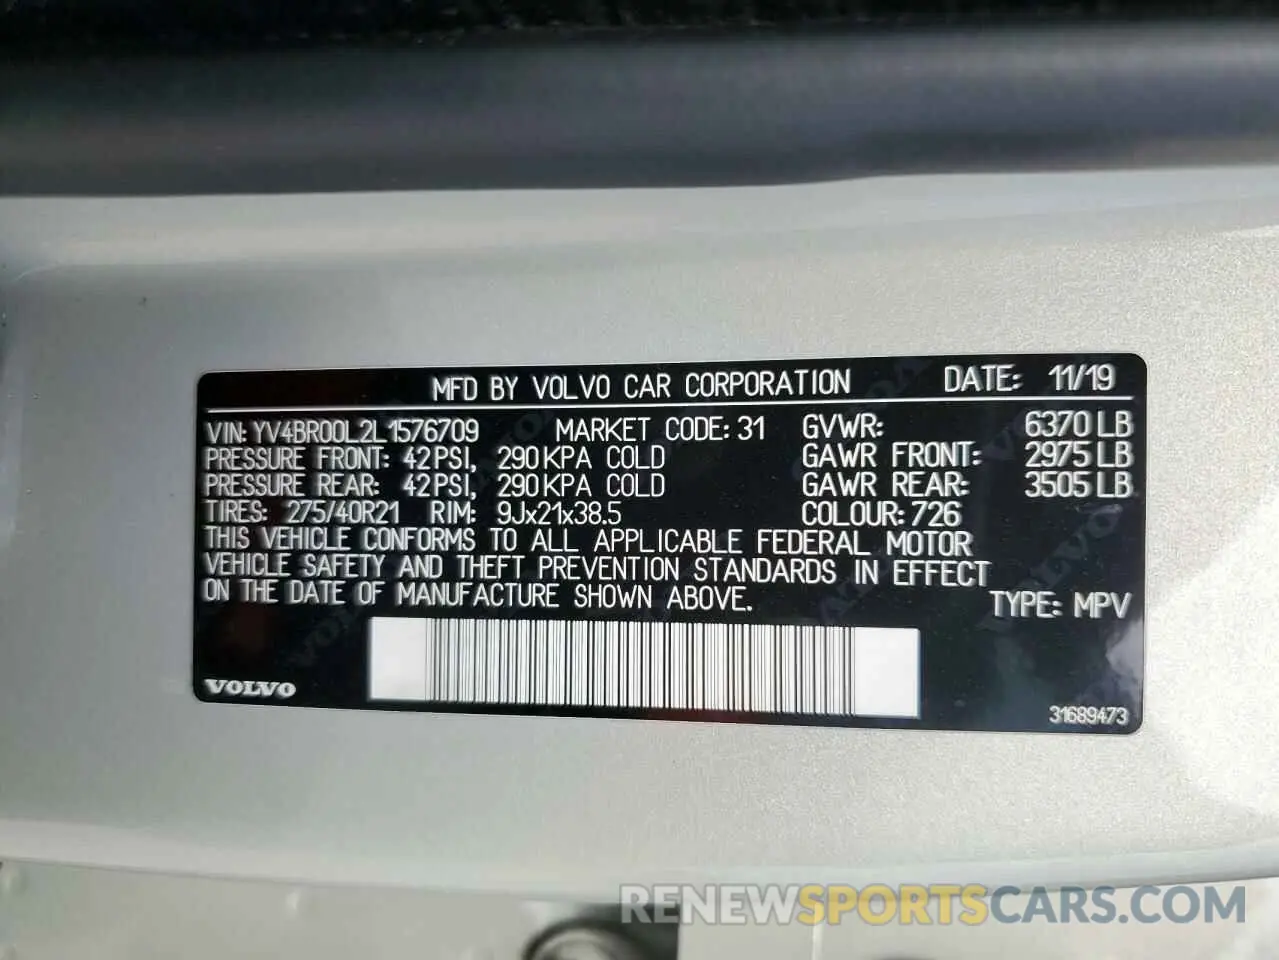 MFD BY VOLVO CAR CORPORATION DATE: 11/19
VIN: YV4BR00L2L1576709 MARKET CODE: 31 GVWR: 6370 LB
PRESSURE FRONT: 42 PSI, 290 KPA COLD GAWR FRONT: 2975 LB
PRESSURE REAR: 42 PSI, 290 KPA COLD GAWR REAR: 3505 LB
TIRES: 275/40R21 RIM: 9Jx21x38.5 COLOUR: 726
THIS VEHICLE CONFORMS TO ALL APPLICABLE FEDERAL MOTOR
VEHICLE SAFETY AND THEFT PREVENTION STANDARDS IN EFFECT
ON THE DATE OF MANUFACTURE SHOWN ABOVE. TYPE: MPV
VOLVO 31689473
RENEWSPORTSCARS.COM